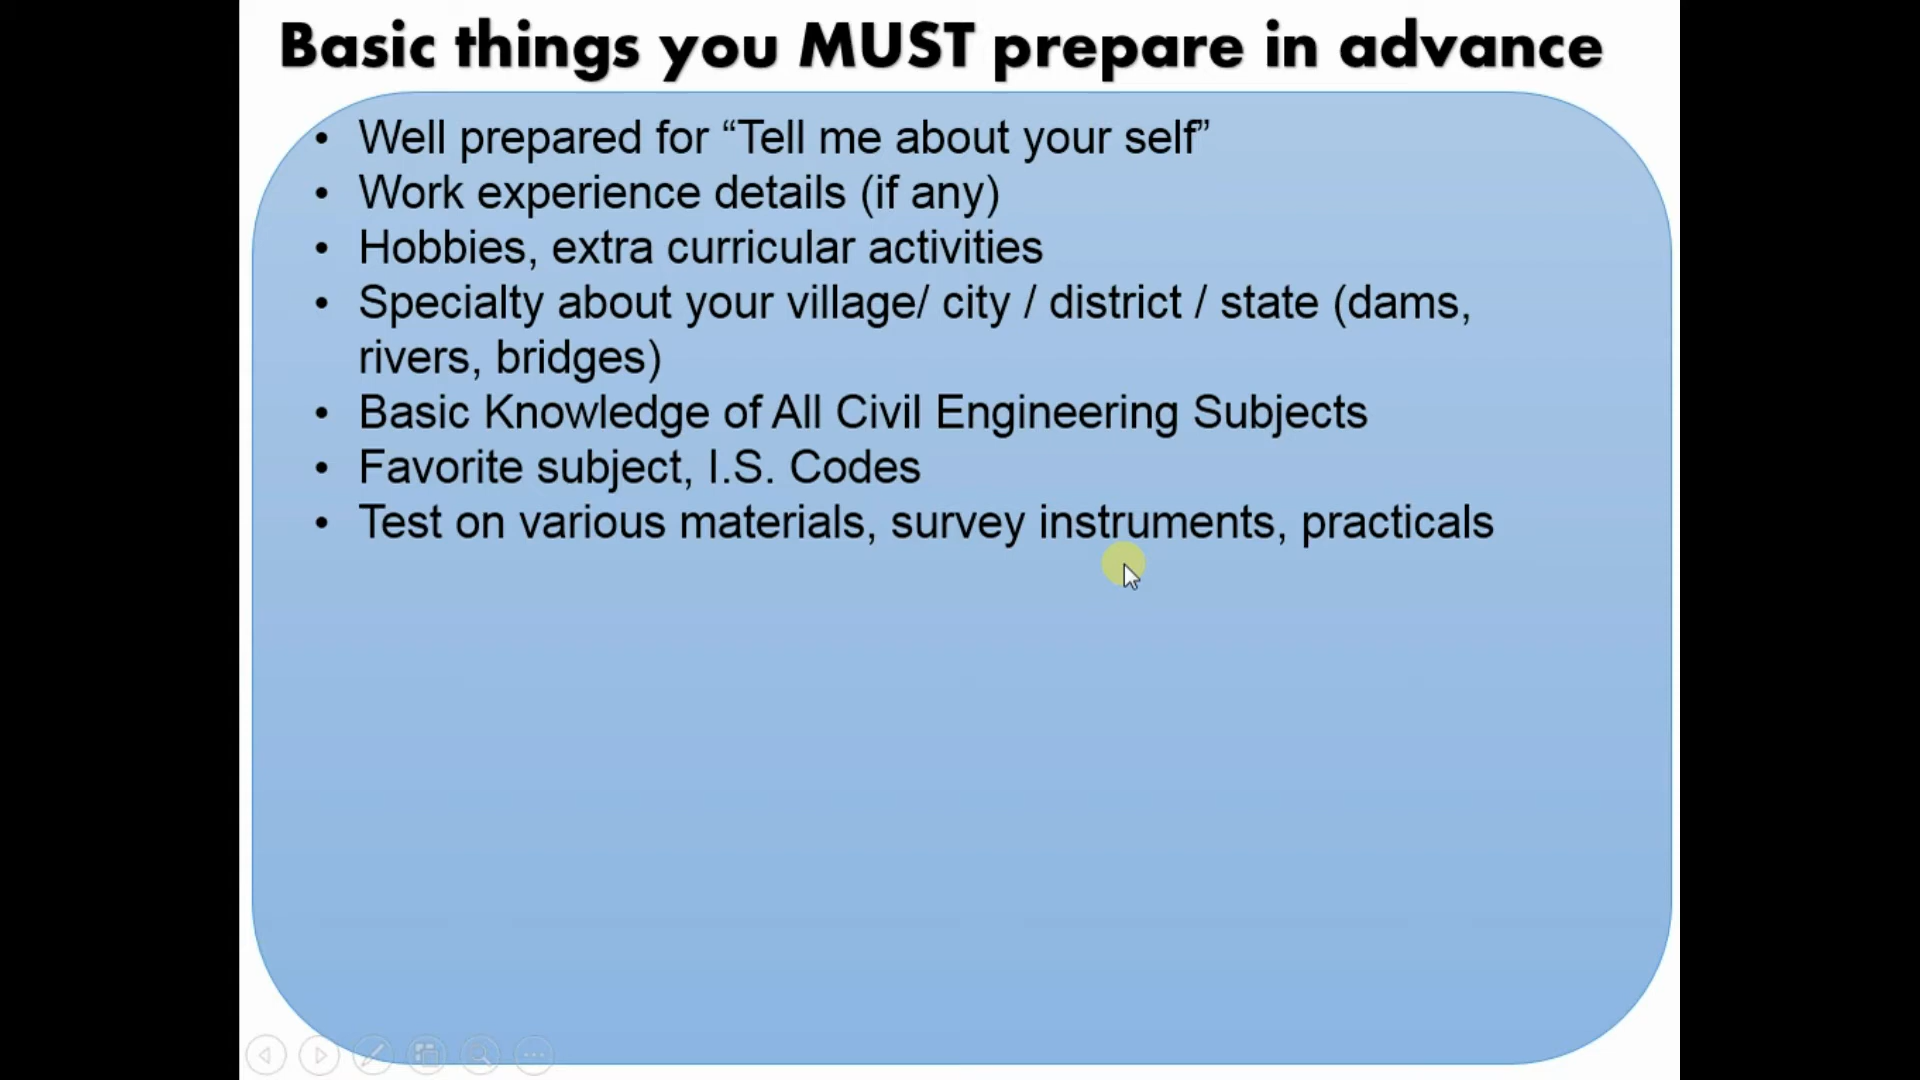 Basic things you MUST prepare in advance
• Well prepared for “Tell me about your self”
• Work experience details (if any)
• Hobbies, extra curricular activities
• Specialty about your village/ city / district / state (dams,
rivers, bridges)
• Basic Knowledge of All Civil Engineering Subjects
• Favorite subject, I.S. Codes
• Test on various materials, survey instruments, practicals